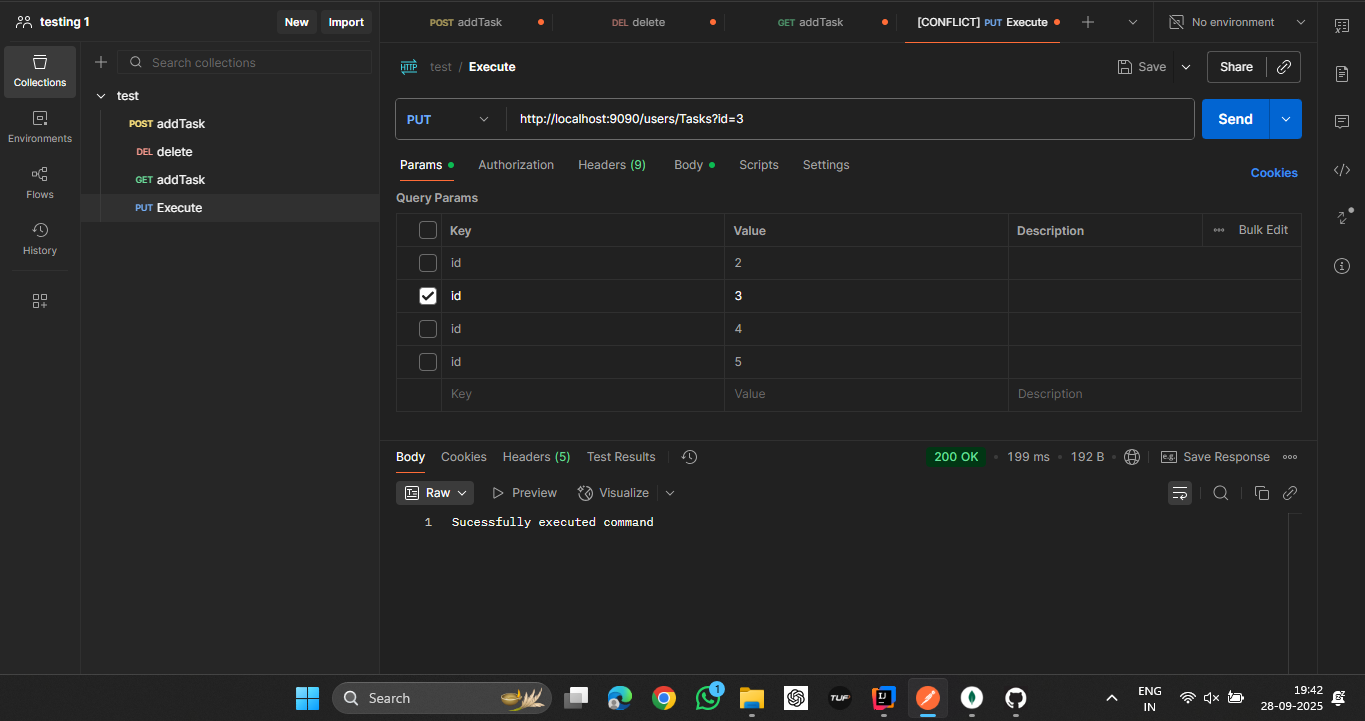 testing 1
New
Import
POST addTask
DEL delete
GET addTask
[CONFLICT] PUT Execute
No environment
Collections
Environments
Flows
History
Search collections
test
POST addTask
DEL delete
GET addTask
PUT Execute
HTTP
test / Execute
Save
Share
PUT
http://localhost:9090/users/Tasks?id=3
Send
Params
Authorization
Headers (9)
Body
Scripts
Settings
Cookies
Query Params
Key Value Description
Bulk Edit
id 2
id 3
id 4
id 5
Key Value Description
Body
Cookies
Headers (5)
Test Results
200 OK
199 ms
192 B
e.g.
Save Response
Raw
Preview
Visualize
1 Sucessfully executed command
Search
1
TUF
IJ
ENG
IN
19:42
28-09-2025